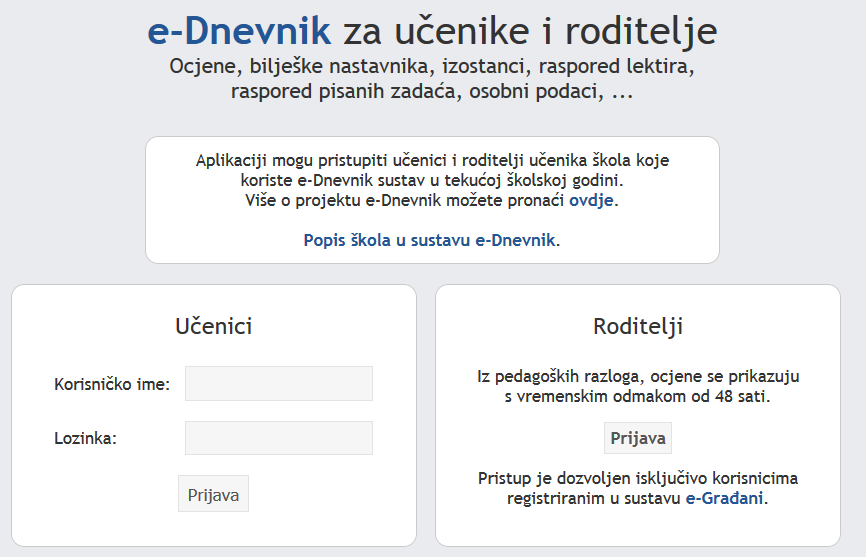 e-Dnevnik za učenike i roditelje
Ocjene, bilješke nastavnika, izostanci, raspored lektira,
raspored pisanih zadaća, osobni podaci, ...
Aplikaciji mogu pristupiti učenici i roditelji učenika škola koje
koriste e-Dnevnik sustav u tekućoj školskoj godini.
Više o projektu e-Dnevnik možete pronaći ovdje.
Popis škola u sustavu e-Dnevnik.
Učenici
Korisničko ime:
Lozinka:
Prijava
Roditelji
Iz pedagoških razloga, ocjene se prikazuju
s vremenskim odmakom od 48 sati.
Prijava
Pristup je dozvoljen isključivo korisnicima
registriranim u sustavu e-Građani.